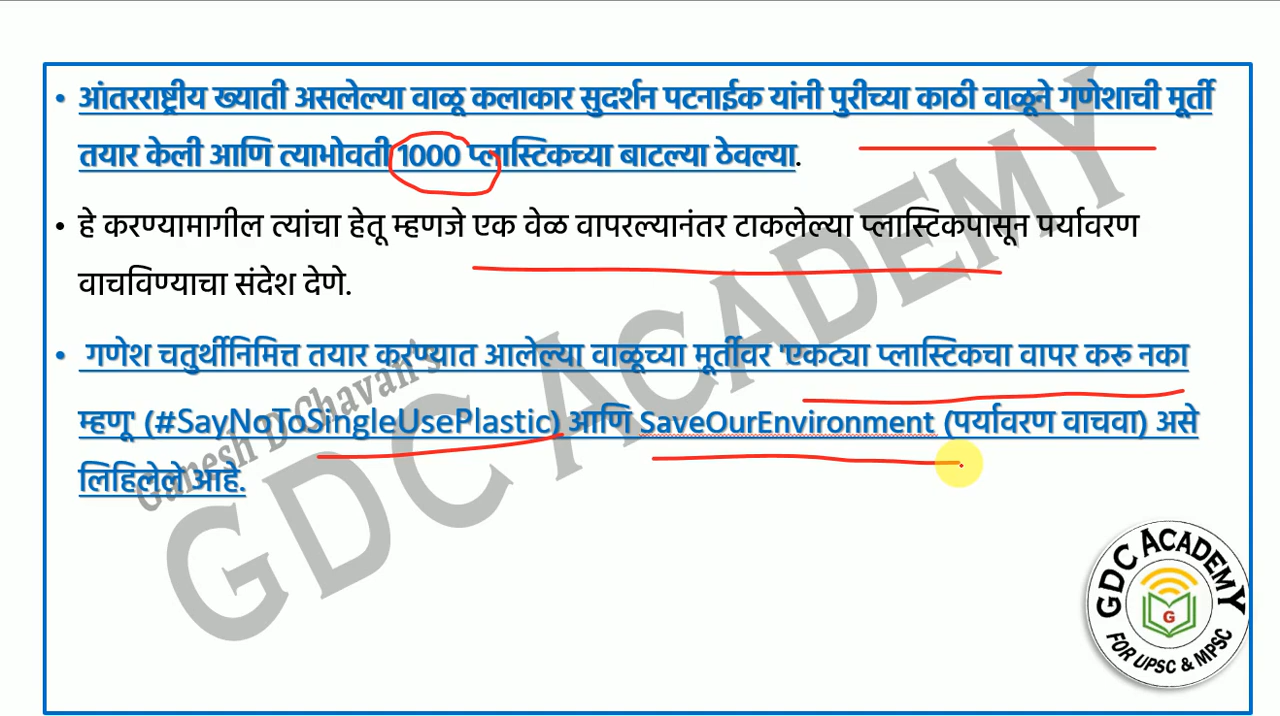 • आंतरराष्ट्रीय ख्याती असलेल्या वाळू कलाकार सुदर्शन पटनाईक यांनी पुरीच्या काठी वाळूने गणेशाची मूर्ती
तयार केली आणि त्याभोवती 1000 प्लास्टिकच्या बाटल्या ठेवल्या.
• हे करण्यामागील त्यांचा हेतू म्हणजे एक वेळ वापरल्यानंतर टाकलेल्या प्लास्टिकपासून पर्यावरण
वाचविण्याचा संदेश देणे.
• गणेश चतुर्थीनिमित्त तयार करण्यात आलेल्या वाळूच्या मूर्तीवर 'एकट्या प्लास्टिकचा वापर करू नका
म्हणू' (#SayNoToSingleUsePlastic) आणि SaveOurEnvironment (पर्यावरण वाचवा) असे
लिहिलेले आहे.
Ganesh D Chavan's
GDC ACADEMY
GDC ACADEMY
G
FOR UPSC & MPSC